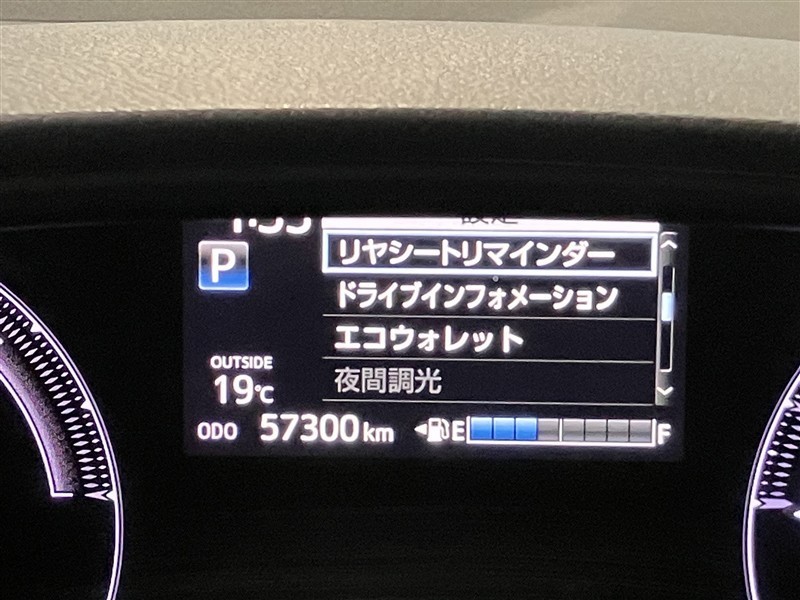 設定
リヤシートリマインダー
P
ドライブインフォメーション
エコウォレット
OUTSIDE
19℃
夜間調光
ODO 57300km E F